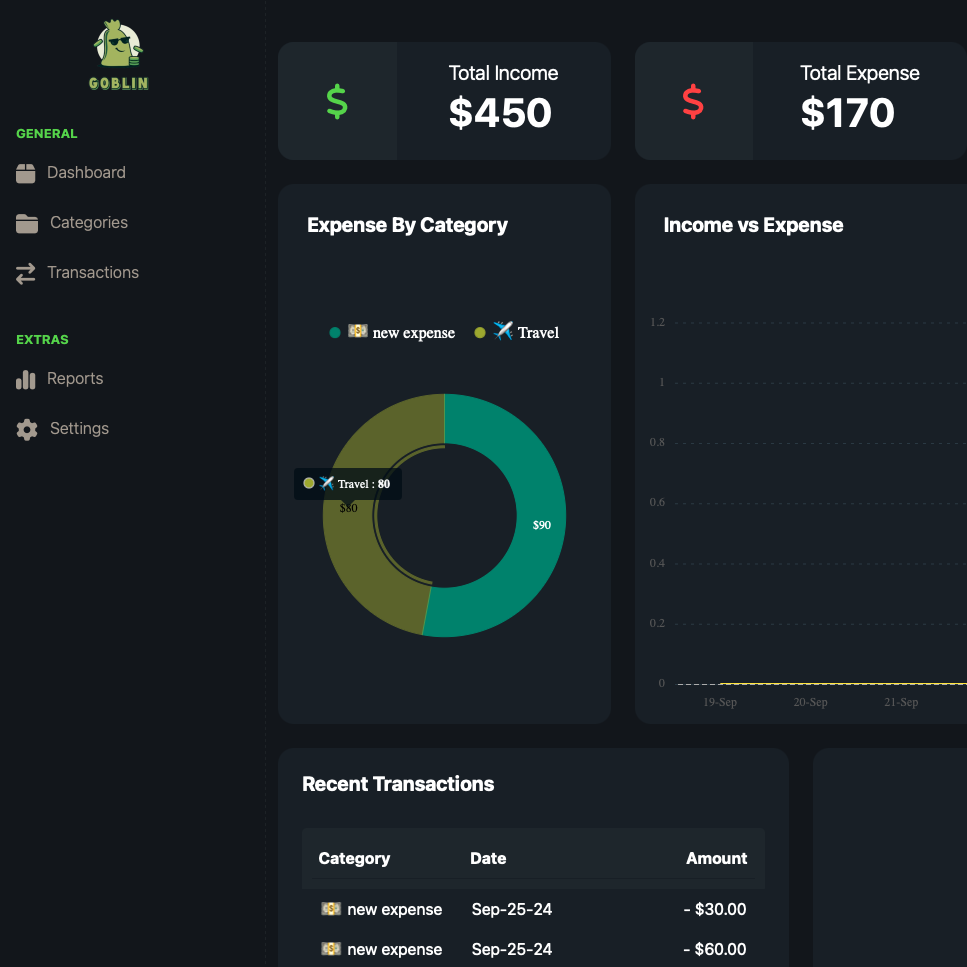 GOBLIN
GENERAL
Dashboard
Categories
Transactions
EXTRAS
Reports
Settings
$
Total Income
$450
$
Total Expense
$170
Expense By Category
new expense
Travel
Travel : 80
$80
$90
Income vs Expense
1.2
1
0.8
0.6
0.4
0.2
0
19-Sep 20-Sep 21-Sep
Recent Transactions
Category Date Amount
new expense Sep-25-24 - $30.00
new expense Sep-25-24 - $60.00